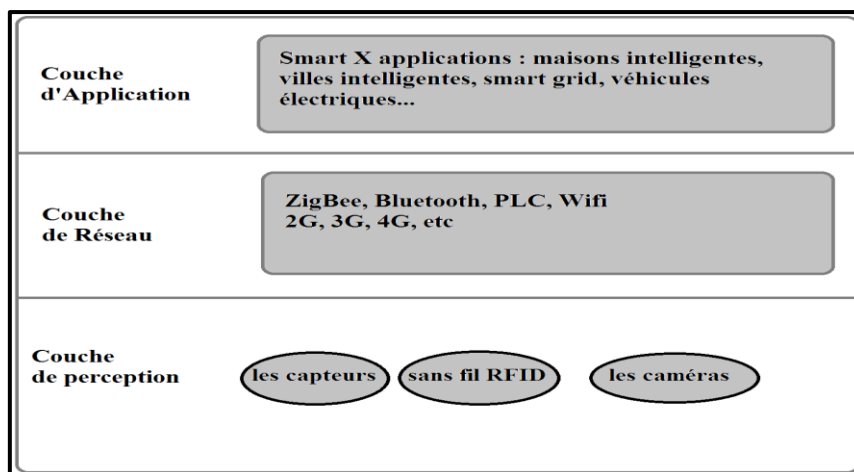 Couche
d'Application
Smart X applications : maisons intelligentes,
villes intelligentes, smart grid, véhicules
électriques...
Couche
de Réseau
ZigBee, Bluetooth, PLC, Wifi
2G, 3G, 4G, etc
Couche
de perception
les capteurs
sans fil RFID
les caméras